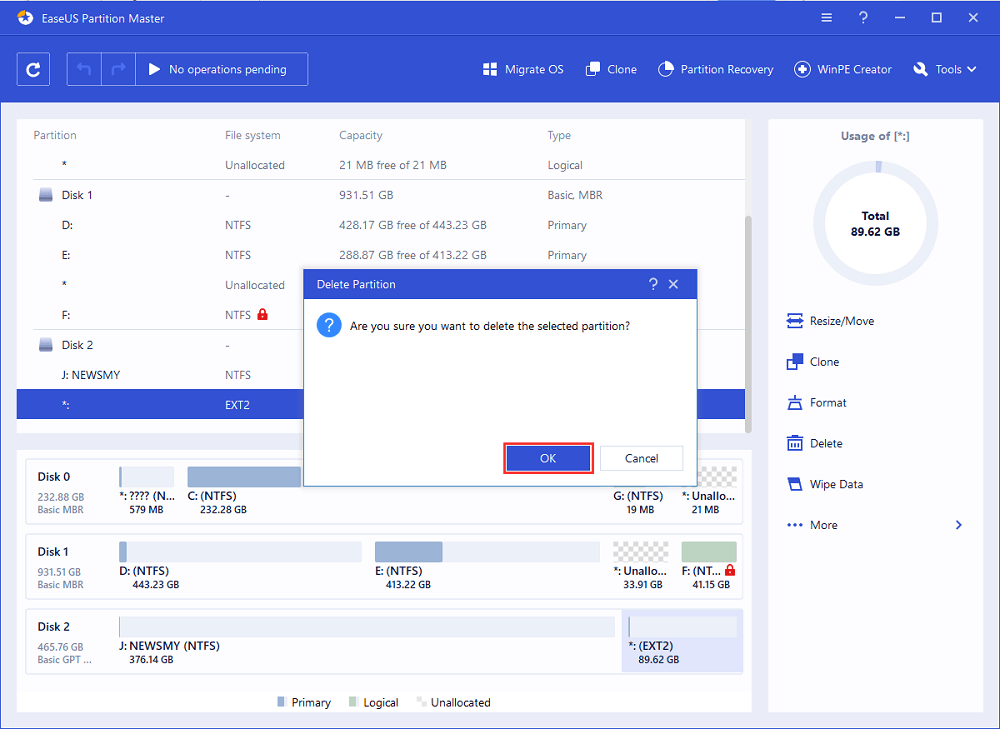 EaseUS Partition Master
No operations pending
Migrate OS
Clone
Partition Recovery
WinPE Creator
Tools
Partition File system Capacity Type
* Unallocated 21 MB free of 21 MB Logical
Disk 1 - 931.51 GB Basic, MBR
D: NTFS 428.17 GB free of 443.23 GB Primary
E: NTFS 288.87 GB free of 413.22 GB Primary
* Unallocated
F: NTFS
Disk 2 -
J: NEWSMY NTFS
*: EXT2
Delete Partition ?
? Are you sure you want to delete the selected partition?
OK Cancel
Usage of [*:]
Total
89.62 GB
Resize/Move
Clone
Format
Delete
Wipe Data
More
Disk 0
232.88 GB
Basic MBR
*: ???? (N...
579 MB
C: (NTFS)
232.28 GB
G: (NTFS)
19 MB
*: Unallo...
21 MB
Disk 1
931.51 GB
Basic MBR
D: (NTFS)
443.23 GB
E: (NTFS)
413.22 GB
*: Unallo...
33.91 GB
F: (NT...
41.15 GB
Disk 2
465.76 GB
Basic GPT ...
J: NEWSMY (NTFS)
376.14 GB
*: (EXT2)
89.62 GB
Primary Logical Unallocated